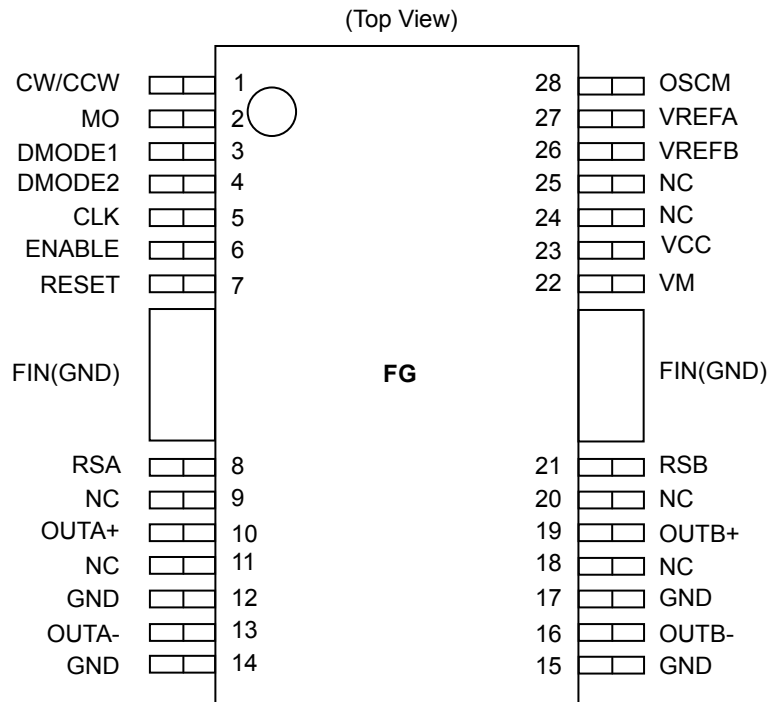 (Top View)
CW/CCW 1 28 OSCM
MO 2 27 VREFA
DMODE1 3 26 VREFB
DMODE2 4 25 NC
CLK 5 24 NC
ENABLE 6 23 VCC
RESET 7 22 VM
FIN(GND) FG FIN(GND)
RSA 8 21 RSB
NC 9 20 NC
OUTA+ 10 19 OUTB+
NC 11 18 NC
GND 12 17 GND
OUTA- 13 16 OUTB-
GND 14 15 GND